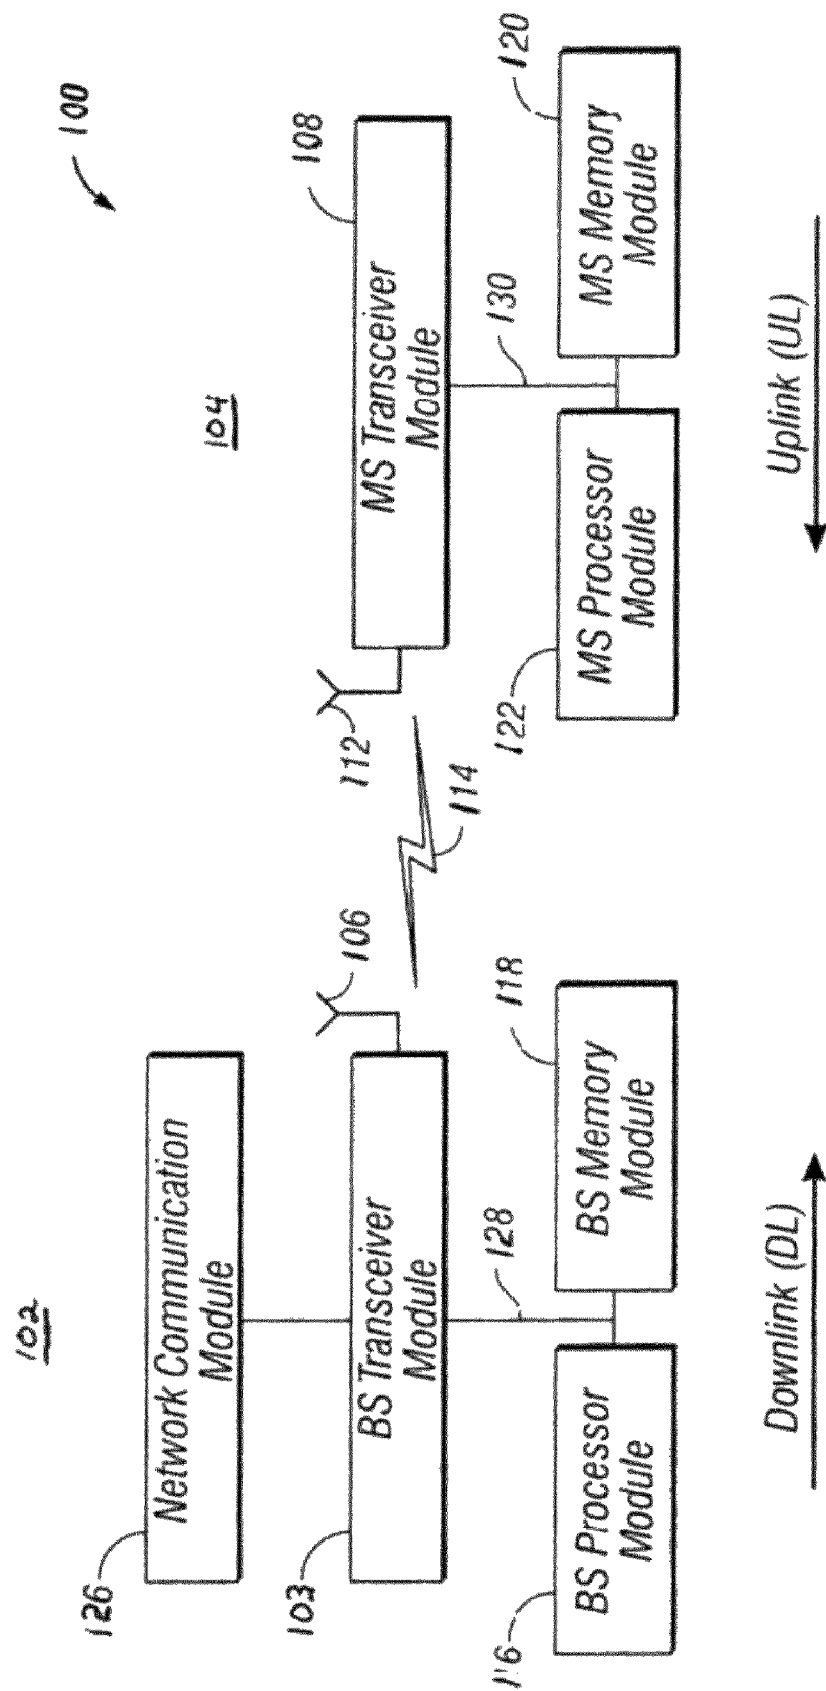 100
102
104
126
Network Communication
Module
103
BS Transceiver
Module
106
112
108
MS Transceiver
Module
114
128
130
116
BS Processor
Module
118
BS Memory
Module
122
MS Processor
Module
120
MS Memory
Module
Downlink (DL)
Uplink (UL)